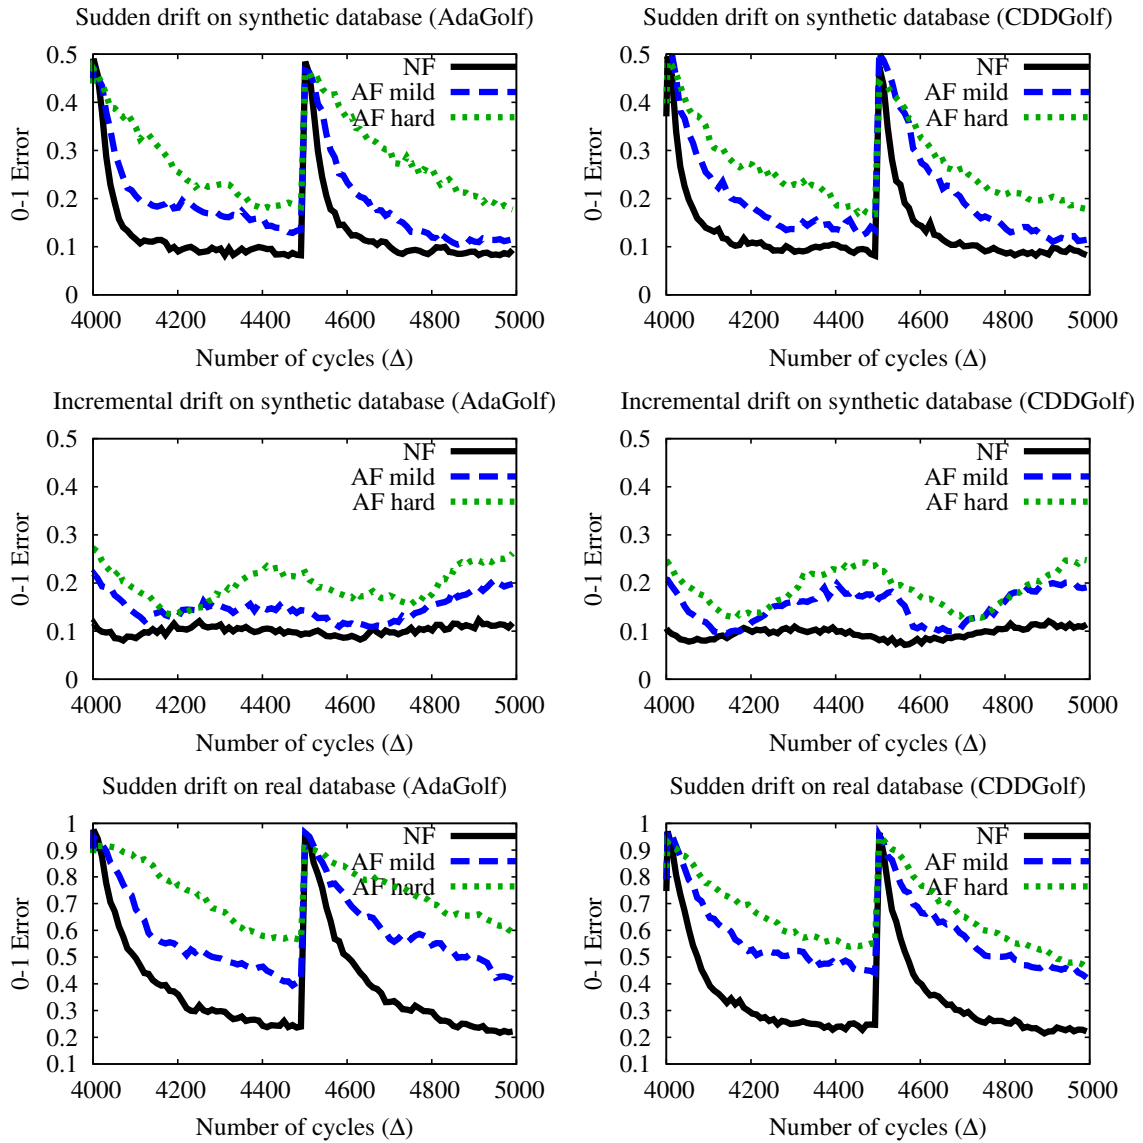 Sudden drift on synthetic database (AdaGolf)
0-1 Error
0.5
0.4
0.3
0.2
0.1
0
NF
AF mild
AF hard
4000 4200 4400 4600 4800 5000
Number of cycles (Δ)
Sudden drift on synthetic database (CDDGolf)
0-1 Error
0.5
0.4
0.3
0.2
0.1
0
NF
AF mild
AF hard
4000 4200 4400 4600 4800 5000
Number of cycles (Δ)
Incremental drift on synthetic database (AdaGolf)
0-1 Error
0.5
0.4
0.3
0.2
0.1
0
NF
AF mild
AF hard
4000 4200 4400 4600 4800 5000
Number of cycles (Δ)
Incremental drift on synthetic database (CDDGolf)
0-1 Error
0.5
0.4
0.3
0.2
0.1
0
NF
AF mild
AF hard
4000 4200 4400 4600 4800 5000
Number of cycles (Δ)
Sudden drift on real database (AdaGolf)
0-1 Error
1
0.9
0.8
0.7
0.6
0.5
0.4
0.3
0.2
0.1
NF
AF mild
AF hard
4000 4200 4400 4600 4800 5000
Number of cycles (Δ)
Sudden drift on real database (CDDGolf)
0-1 Error
1
0.9
0.8
0.7
0.6
0.5
0.4
0.3
0.2
0.1
NF
AF mild
AF hard
4000 4200 4400 4600 4800 5000
Number of cycles (Δ)